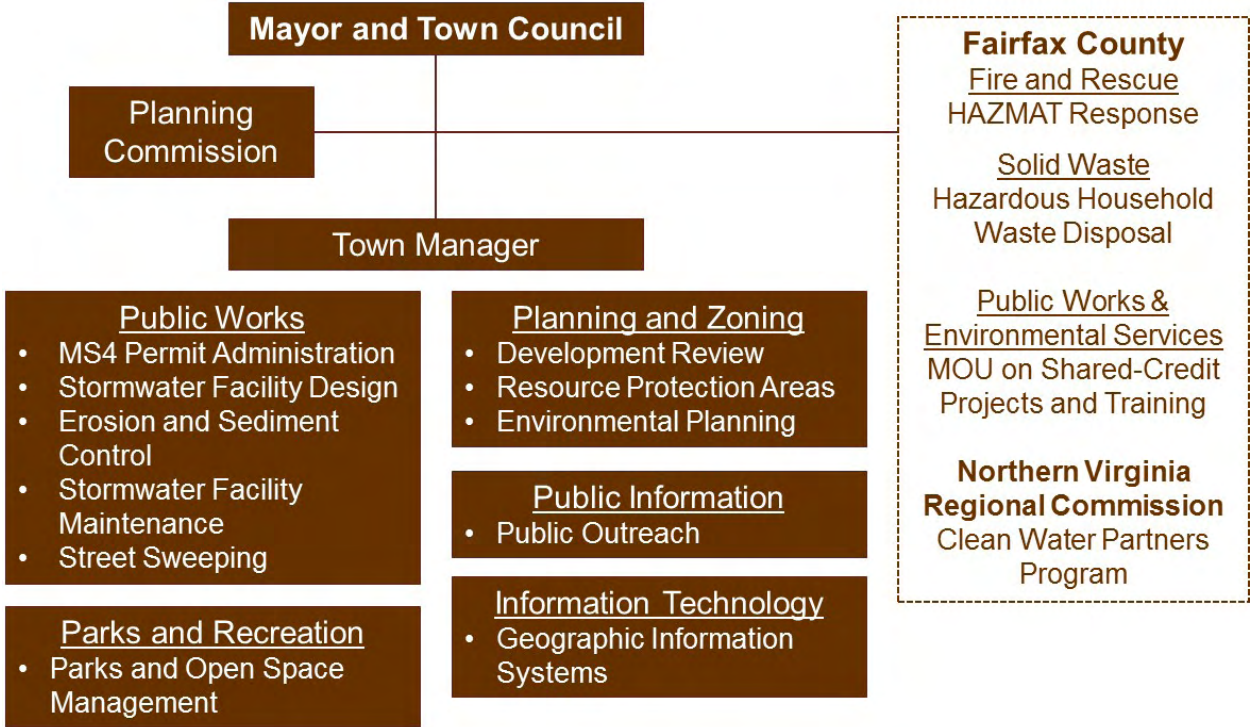 Mayor and Town Council
Planning
Commission
Town Manager
Public Works
• MS4 Permit Administration
• Stormwater Facility Design
• Erosion and Sediment
Control
• Stormwater Facility
Maintenance
• Street Sweeping
Parks and Recreation
• Parks and Open Space
Management
Planning and Zoning
• Development Review
• Resource Protection Areas
• Environmental Planning
Public Information
• Public Outreach
Information Technology
• Geographic Information
Systems
Fairfax County
Fire and Rescue
HAZMAT Response
Solid Waste
Hazardous Household
Waste Disposal
Public Works &
Environmental Services
MOU on Shared-Credit
Projects and Training
Northern Virginia
Regional Commission
Clean Water Partners
Program